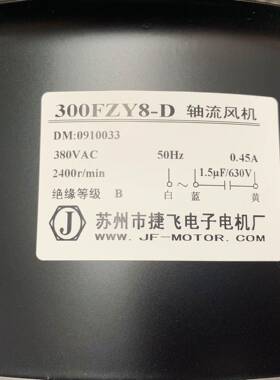 300FZY8-D 轴流风机
DM:0910033
380VAC 50Hz 0.45A
2400r/min 1.5μF/630V
绝缘等级 B 白 ~ 蓝 黄
J 苏州市捷飞电子电机厂
WWW.JF-MOTOR.COM